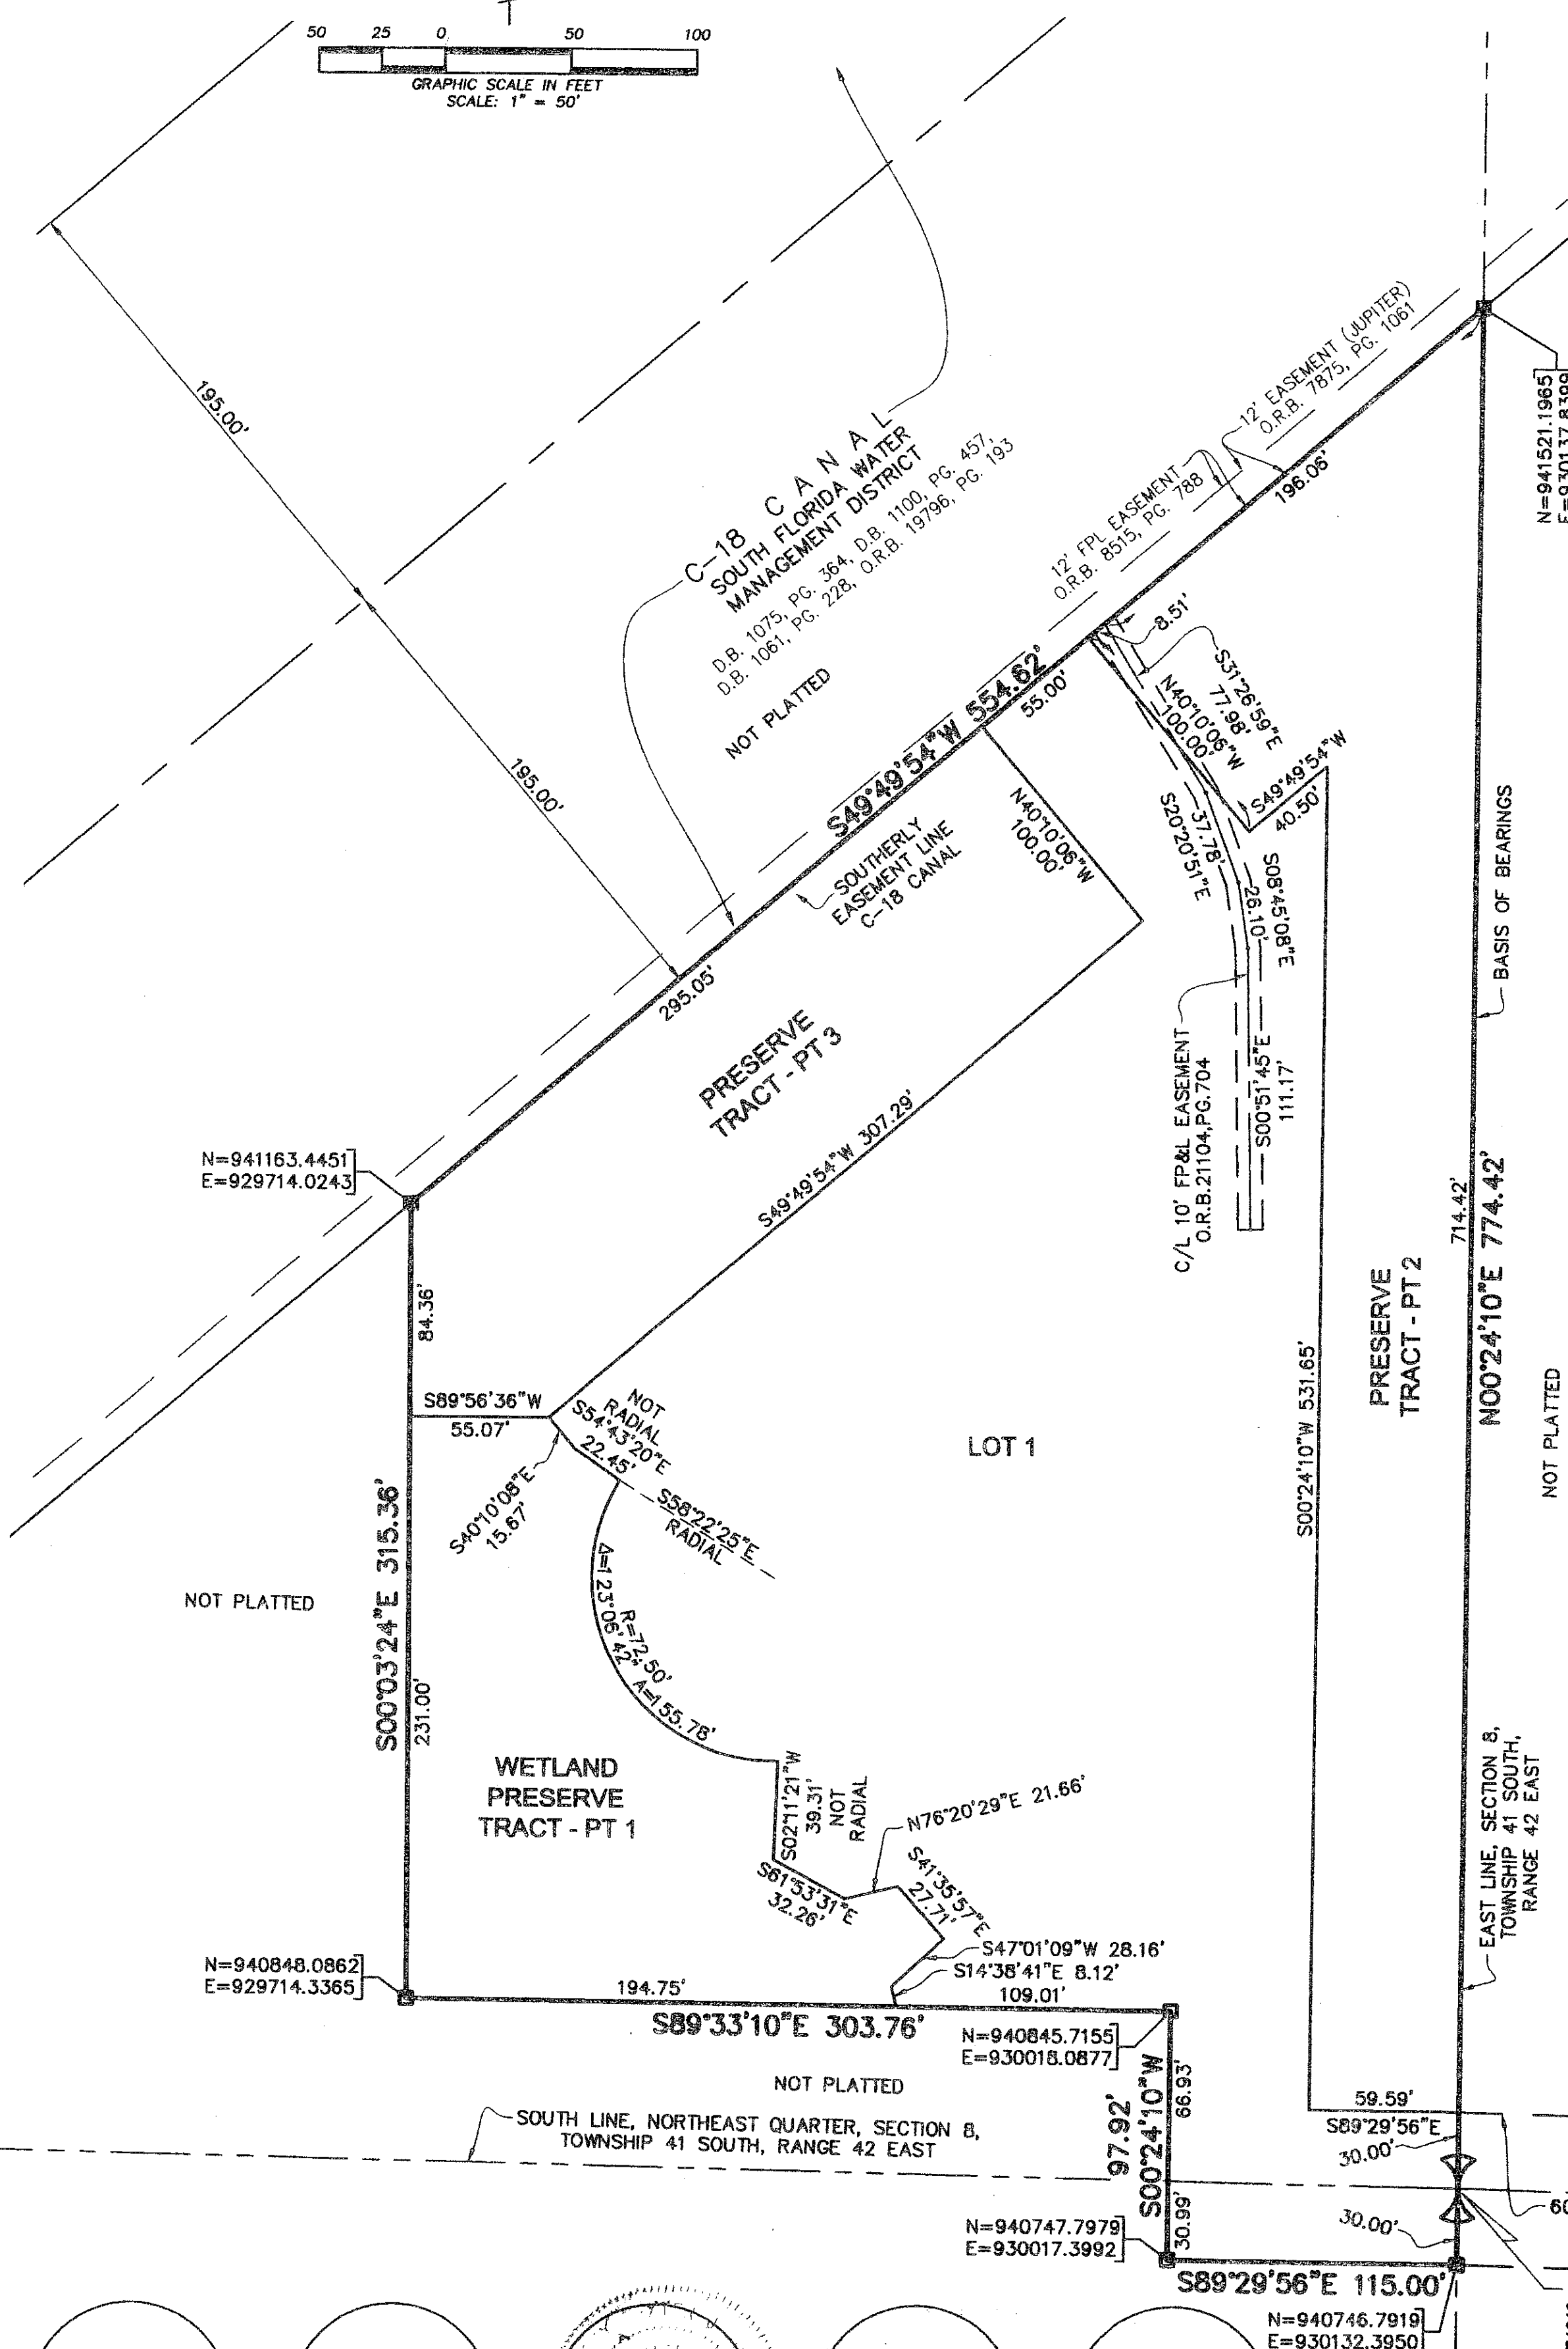 50 25 0 50 100
GRAPHIC SCALE IN FEET
SCALE: 1" = 50'
195.00'
195.00'
C-18 CANAL
SOUTH FLORIDA WATER
MANAGEMENT DISTRICT
D.B. 1075, PG. 364, D.B. 1100, PG. 457,
D.B. 1061, PG. 228, O.R.B. 19796, PG. 193
NOT PLATTED
12' EASEMENT (JUPITER)
O.R.B. 7875, PG. 1061
12' FPL EASEMENT
O.R.B. 8515, PG. 788
196.06'
N=941521.1965
E=930137.8399
S49°49'54"W 554.62'
55.00'
8.51'
S31°26'59"E
77.98'
N40°10'06"W
100.00'
S49°49'54"W
40.50'
37.78'
S20°20'51"E
S08°45'08"E
26.10'
N40°10'06"W
100.00'
SOUTHERLY
EASEMENT LINE
C-18 CANAL
295.05'
PRESERVE
TRACT - PT 3
BASIS OF BEARINGS
C/L 10' FP&L EASEMENT
O.R.B.21104,PG.704
S00°51'45"E
111.17'
S49°49'54"W 307.29'
N=941163.4451
E=929714.0243
84.36'
S89°56'36"W
55.07'
NOT
RADIAL
S54°43'20"E
22.45'
S40°10'08"E
15.67'
S58°22'25"E
RADIAL
LOT 1
S00°24'10"W 531.65'
PRESERVE
TRACT - PT 2
714.42'
N00°24'10"E 774.42'
NOT PLATTED
S00°03'24"E 315.36'
231.00'
NOT PLATTED
Δ=123°06'42"
R=72.50'
A=155.78'
WETLAND
PRESERVE
TRACT - PT 1
S02°11'21"W
39.31'
NOT
RADIAL
N76°20'29"E 21.66'
S61°53'31"E
32.26'
S41°35'57"E
27.71'
S47°01'09"W 28.16'
S14°38'41"E 8.12'
EAST LINE, SECTION 8,
TOWNSHIP 41 SOUTH,
RANGE 42 EAST
N=940848.0862
E=929714.3365
194.75'
109.01'
S89°33'10"E 303.76'
N=940845.7155
E=930018.0877
NOT PLATTED
SOUTH LINE, NORTHEAST QUARTER, SECTION 8,
TOWNSHIP 41 SOUTH, RANGE 42 EAST
97.92'
S00°24'10"W
66.93'
30.99'
59.59'
S89°29'56"E
30.00'
30.00'
60
N=940747.7979
E=930017.3992
S89°29'56"E 115.00'
N=940746.7919
E=930132.3950